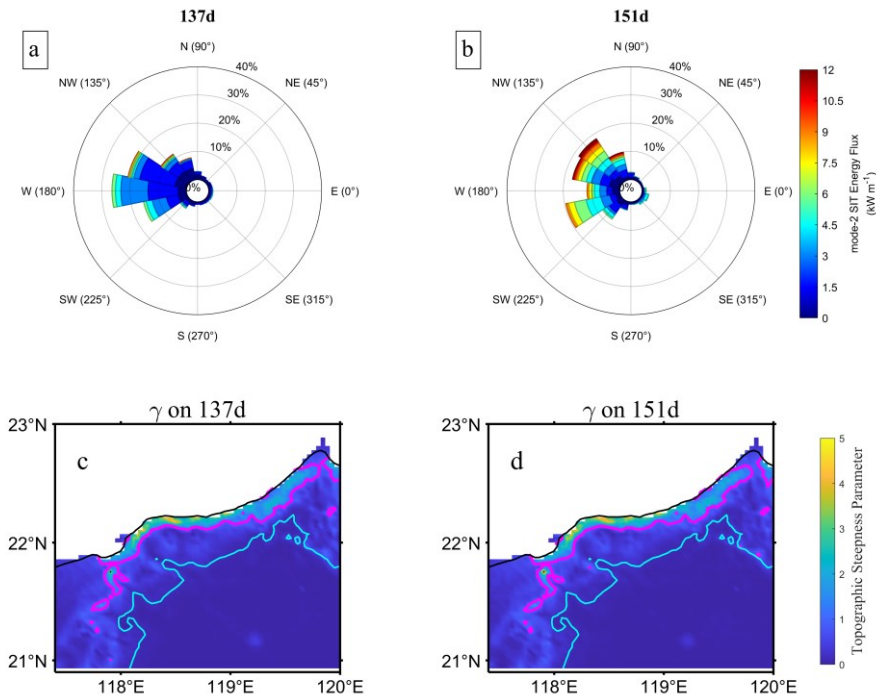 137d
151d
a
b
N (90°)
N (90°)
NW (135°)
NE (45°)
NW (135°)
NE (45°)
40%
30%
20%
10%
0%
40%
30%
20%
10%
0%
W (180°)
E (0°)
W (180°)
E (0°)
SW (225°)
SE (315°)
SW (225°)
SE (315°)
S (270°)
S (270°)
12
10.5
9
7.5
6
4.5
3
1.5
0
mode-2 SIT Energy Flux
(kW m⁻¹)
γ on 137d
γ on 151d
23°N
22°N
21°N
c
118°E
119°E
120°E
23°N
22°N
21°N
d
118°E
119°E
120°E
5
4
3
2
1
0
Topographic Steepness Parameter